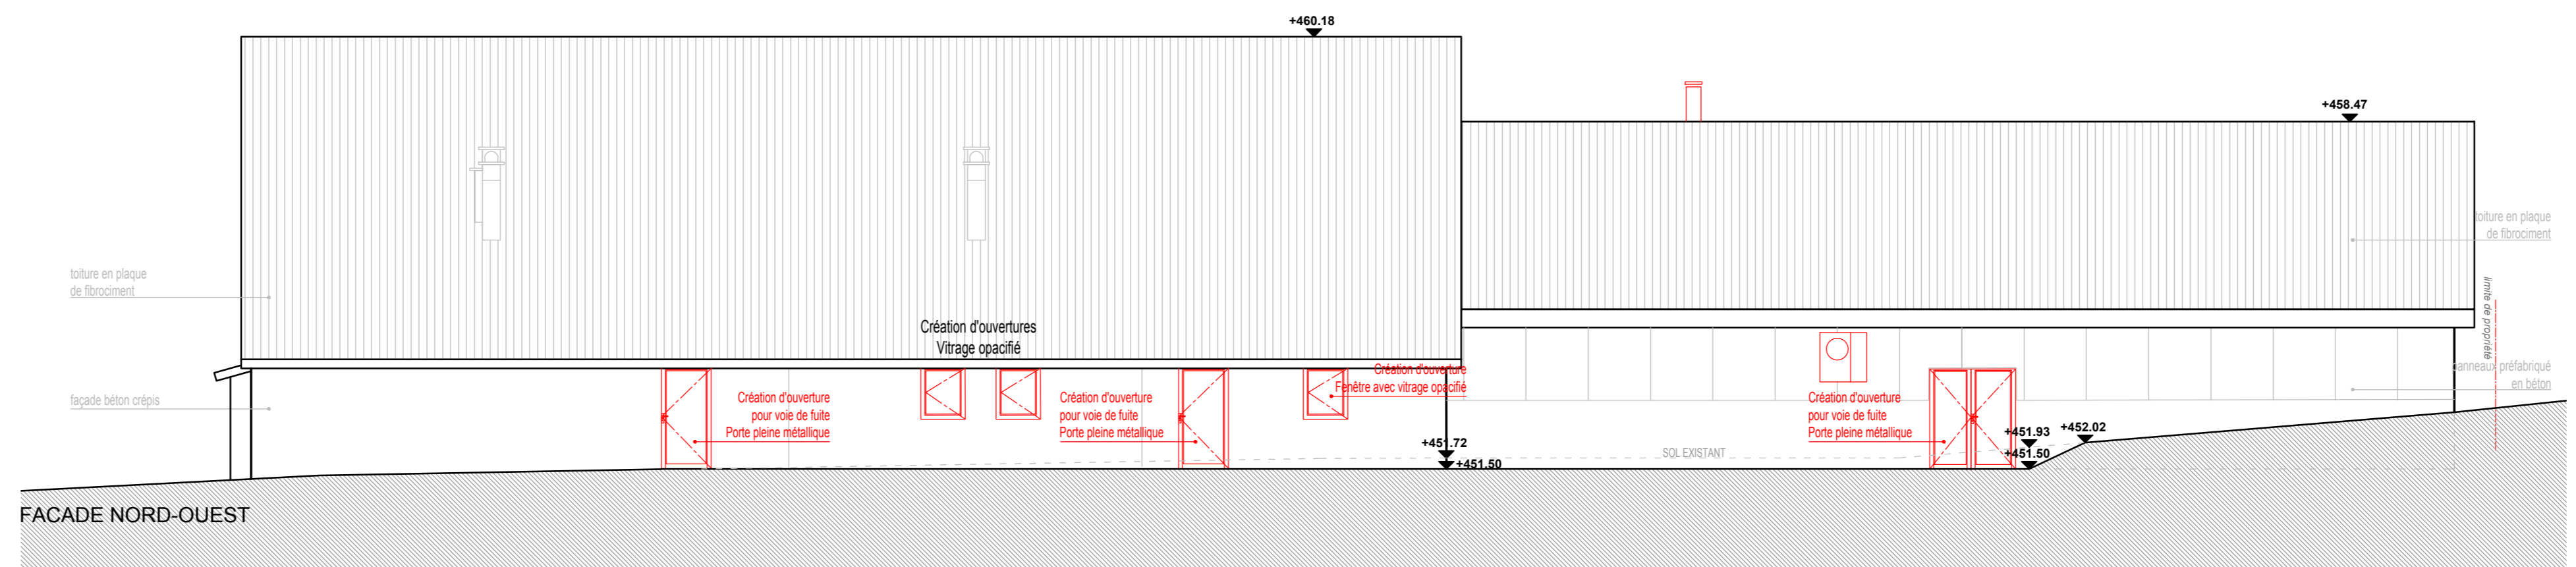 +460.18
+458.47
toiture en plaque
de fibrociment
toiture en plaque
de fibrociment
limite de propriété
Création d'ouvertures
Vitrage opacifié
Création d'ouverture
Fenêtre avec vitrage opacifié
panneaux préfabriqué
en béton
façade béton crépis
Création d'ouverture
pour voie de fuite
Porte pleine métallique
Création d'ouverture
pour voie de fuite
Porte pleine métallique
Création d'ouverture
pour voie de fuite
Porte pleine métallique
+451.72
+451.50
SOL EXISTANT
+451.93
+451.50
+452.02
FACADE NORD-OUEST